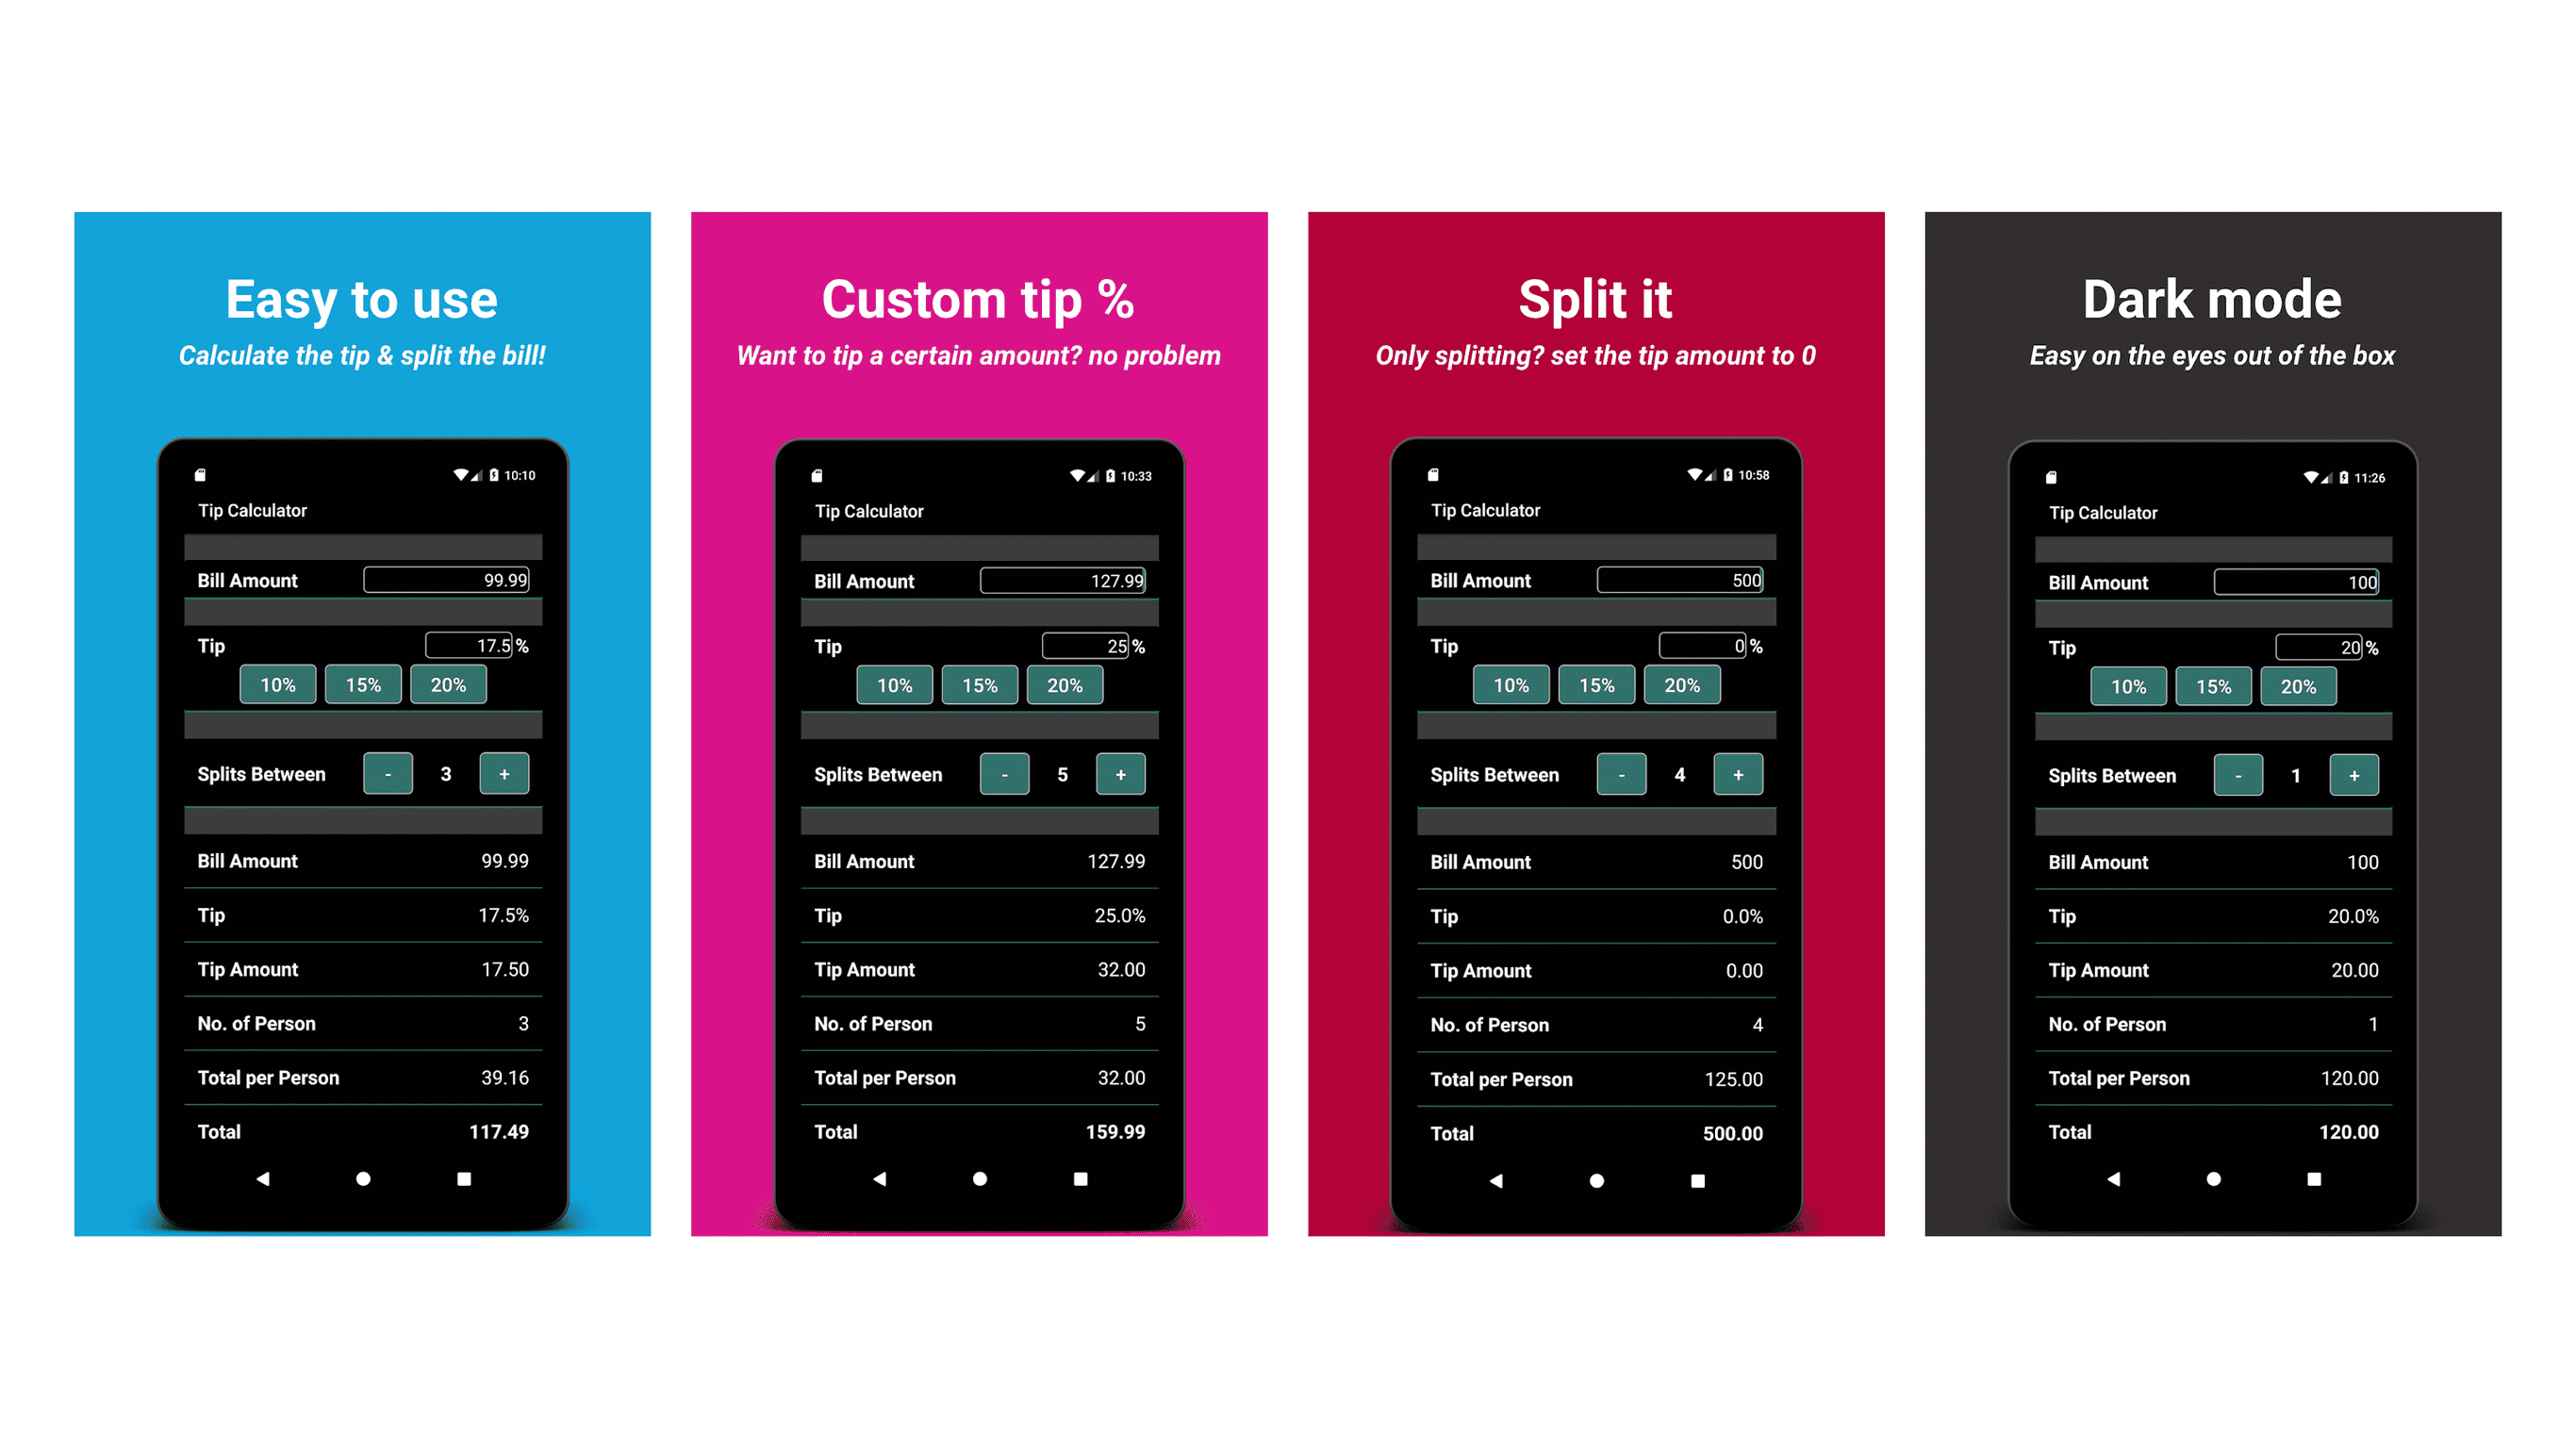 Easy to use
Calculate the tip & split the bill!
10:10
Tip Calculator
Bill Amount 99.99
Tip 17.5 %
10% 15% 20%
Splits Between - 3 +
Bill Amount 99.99
Tip 17.5%
Tip Amount 17.50
No. of Person 3
Total per Person 39.16
Total 117.49
Custom tip %
Want to tip a certain amount? no problem
10:33
Tip Calculator
Bill Amount 127.99
Tip 25 %
10% 15% 20%
Splits Between - 5 +
Bill Amount 127.99
Tip 25.0%
Tip Amount 32.00
No. of Person 5
Total per Person 32.00
Total 159.99
Split it
Only splitting? set the tip amount to 0
10:58
Tip Calculator
Bill Amount 500
Tip 0 %
10% 15% 20%
Splits Between - 4 +
Bill Amount 500
Tip 0.0%
Tip Amount 0.00
No. of Person 4
Total per Person 125.00
Total 500.00
Dark mode
Easy on the eyes out of the box
11:26
Tip Calculator
Bill Amount 100
Tip 20 %
10% 15% 20%
Splits Between - 1 +
Bill Amount 100
Tip 20.0%
Tip Amount 20.00
No. of Person 1
Total per Person 120.00
Total 120.00